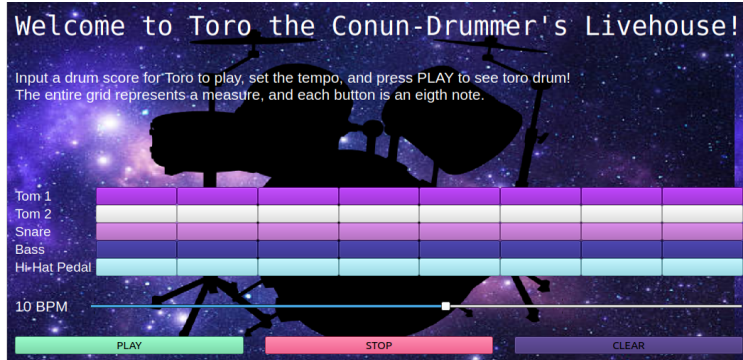 Welcome to Toro the Conun-Drummer's Livehouse!
Input a drum score for Toro to play, set the tempo, and press PLAY to see toro drum!
The entire grid represents a measure, and each button is an eigth note.
Tom 1
Tom 2
Snare
Bass
Hi-Hat Pedal
10 BPM
PLAY STOP CLEAR